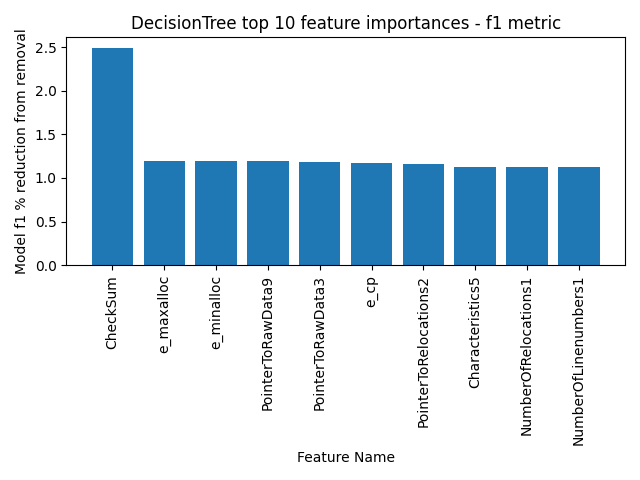 DecisionTree top 10 feature importances - f1 metric
Model f1 % reduction from removal
2.5
2.0
1.5
1.0
0.5
0.0
CheckSum
e_maxalloc
e_minalloc
PointerToRawData9
PointerToRawData3
e_cp
PointerToRelocations2
Characteristics5
NumberOfRelocations1
NumberOfLinenumbers1
Feature Name